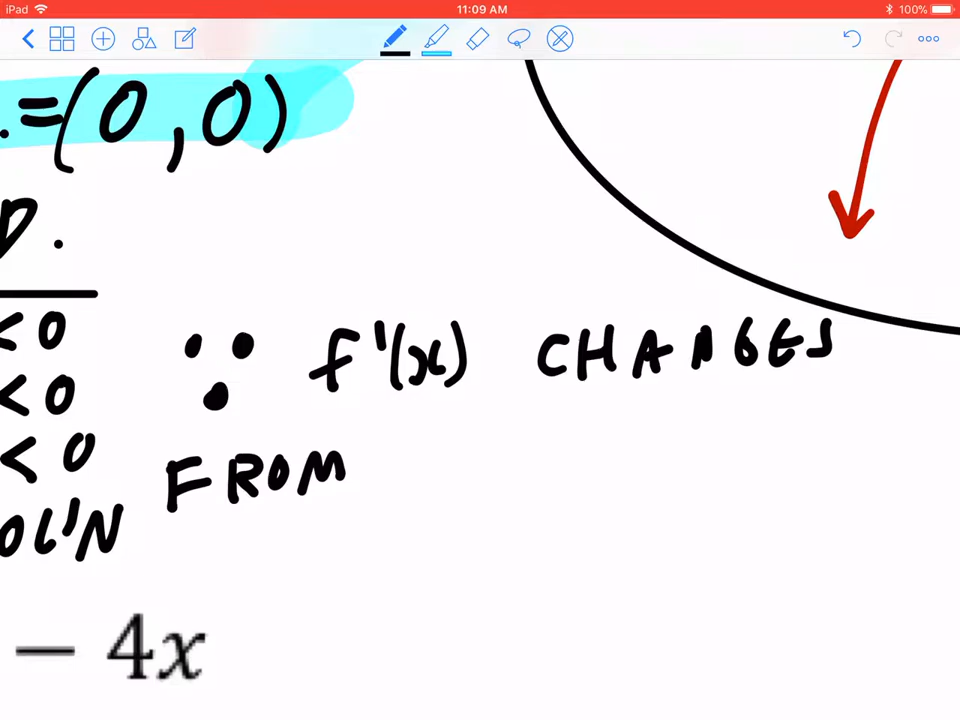 iPad 11:09 AM 100%
.=(0,0)
D.
<0
<0 ∵ f'(x) CHANGES
<0 FROM
OL'N
− 4x